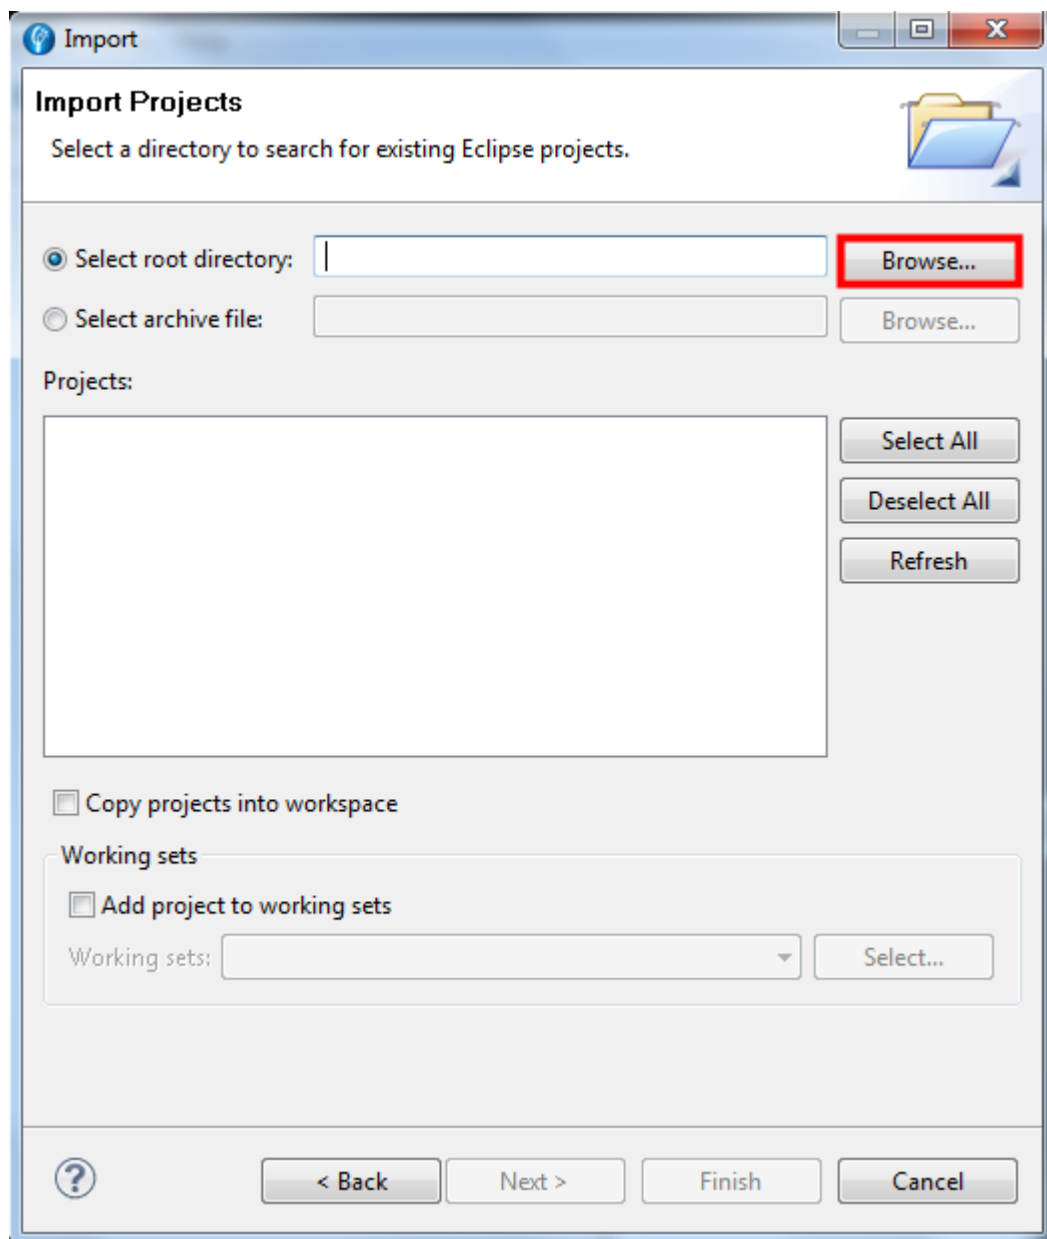 Import
Import Projects
Select a directory to search for existing Eclipse projects.
Select root directory:
Browse...
Select archive file:
Browse...
Projects:
Select All
Deselect All
Refresh
Copy projects into workspace
Working sets
Add project to working sets
Working sets:
Select...
< Back
Next >
Finish
Cancel